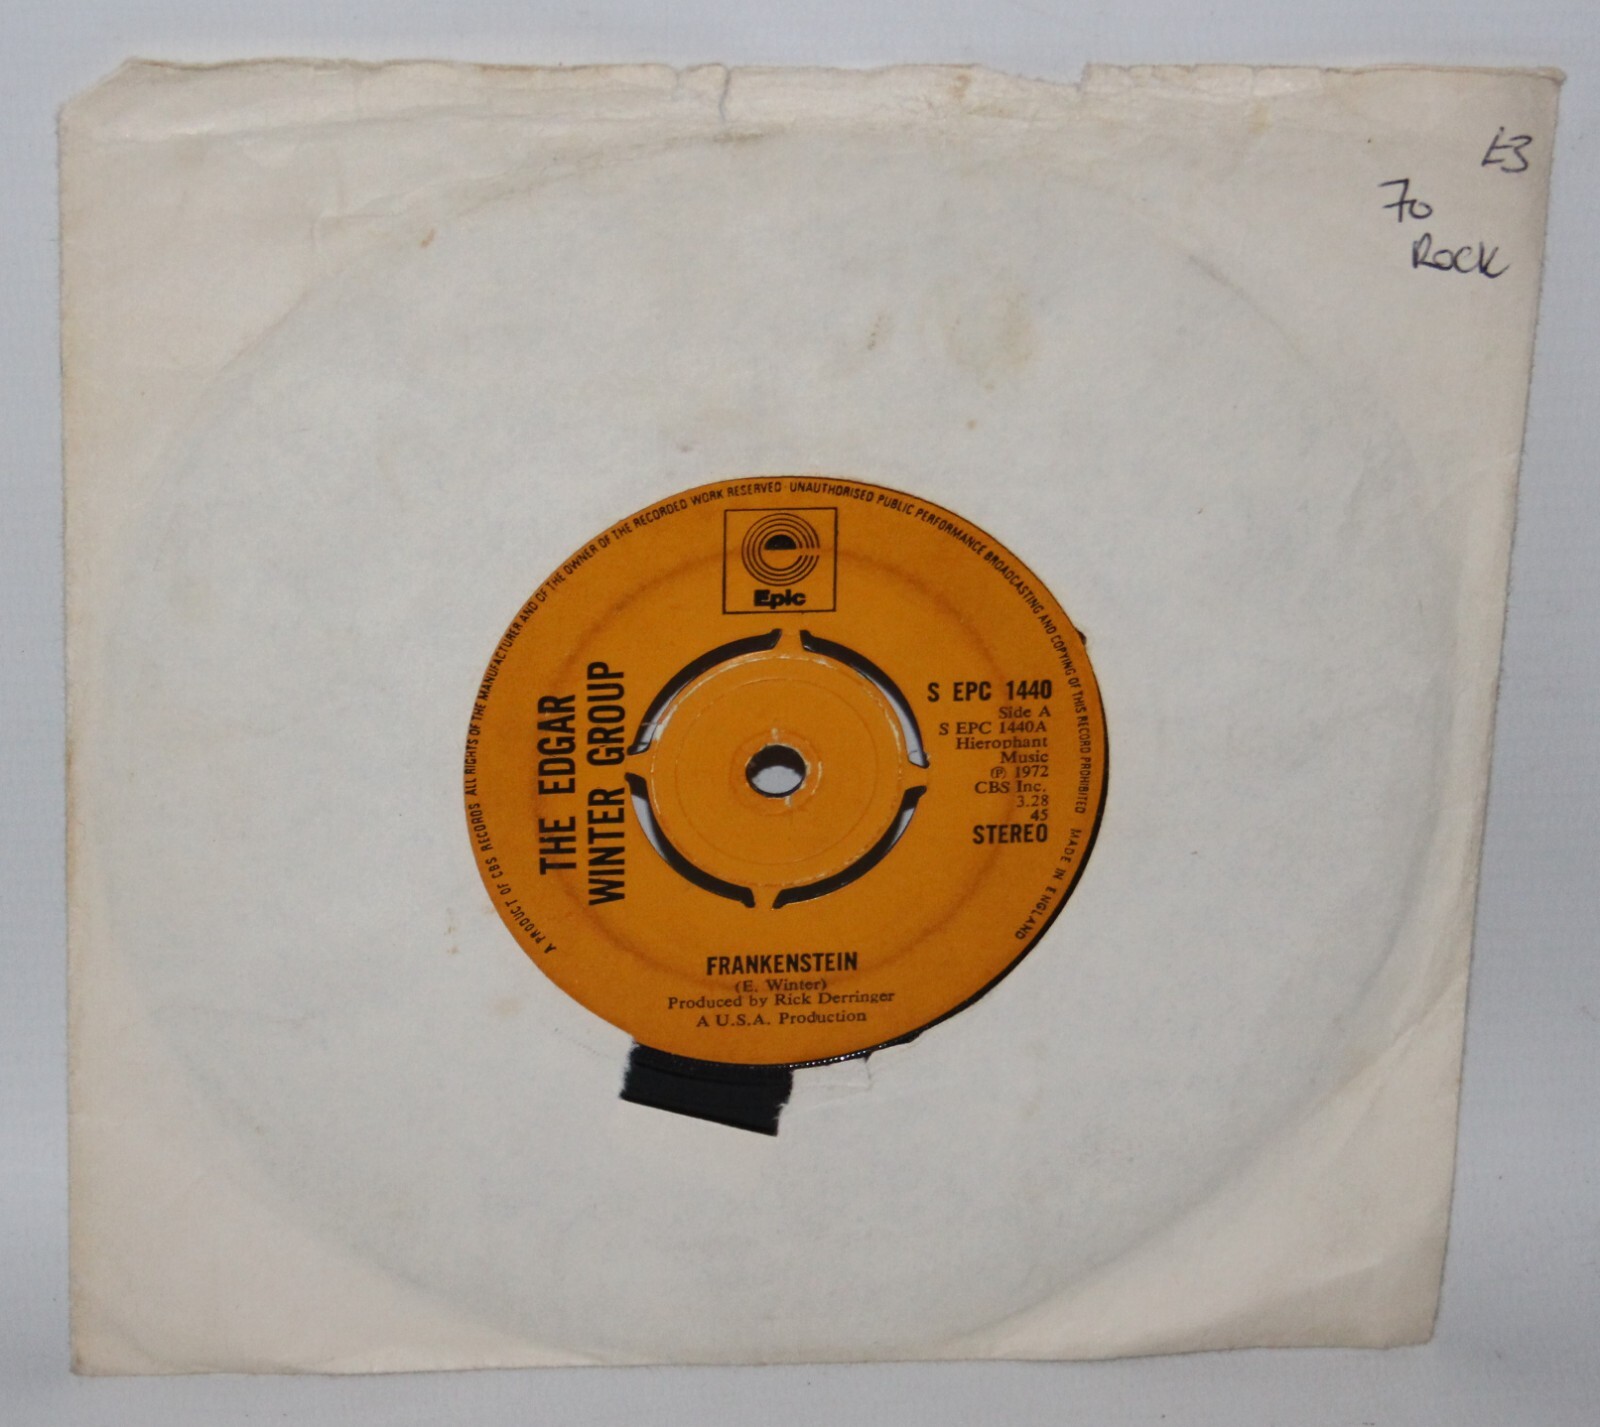 £3
70
ROCK
A PRODUCT OF CBS RECORDS ALL RIGHTS OF THE MANUFACTURER AND OF THE OWNER OF THE RECORDED WORK RESERVED · UNAUTHORISED PUBLIC PERFORMANCE BROADCASTING AND COPYING OF THIS RECORD PROHIBITED MADE IN ENGLAND
Epic
THE EDGAR
WINTER GROUP
S EPC 1440
Side A
S EPC 1440A
Hierophant
Music
℗ 1972
CBS Inc.
3.28
45
STEREO
FRANKENSTEIN
(E. Winter)
Produced by Rick Derringer
A U.S.A. Production